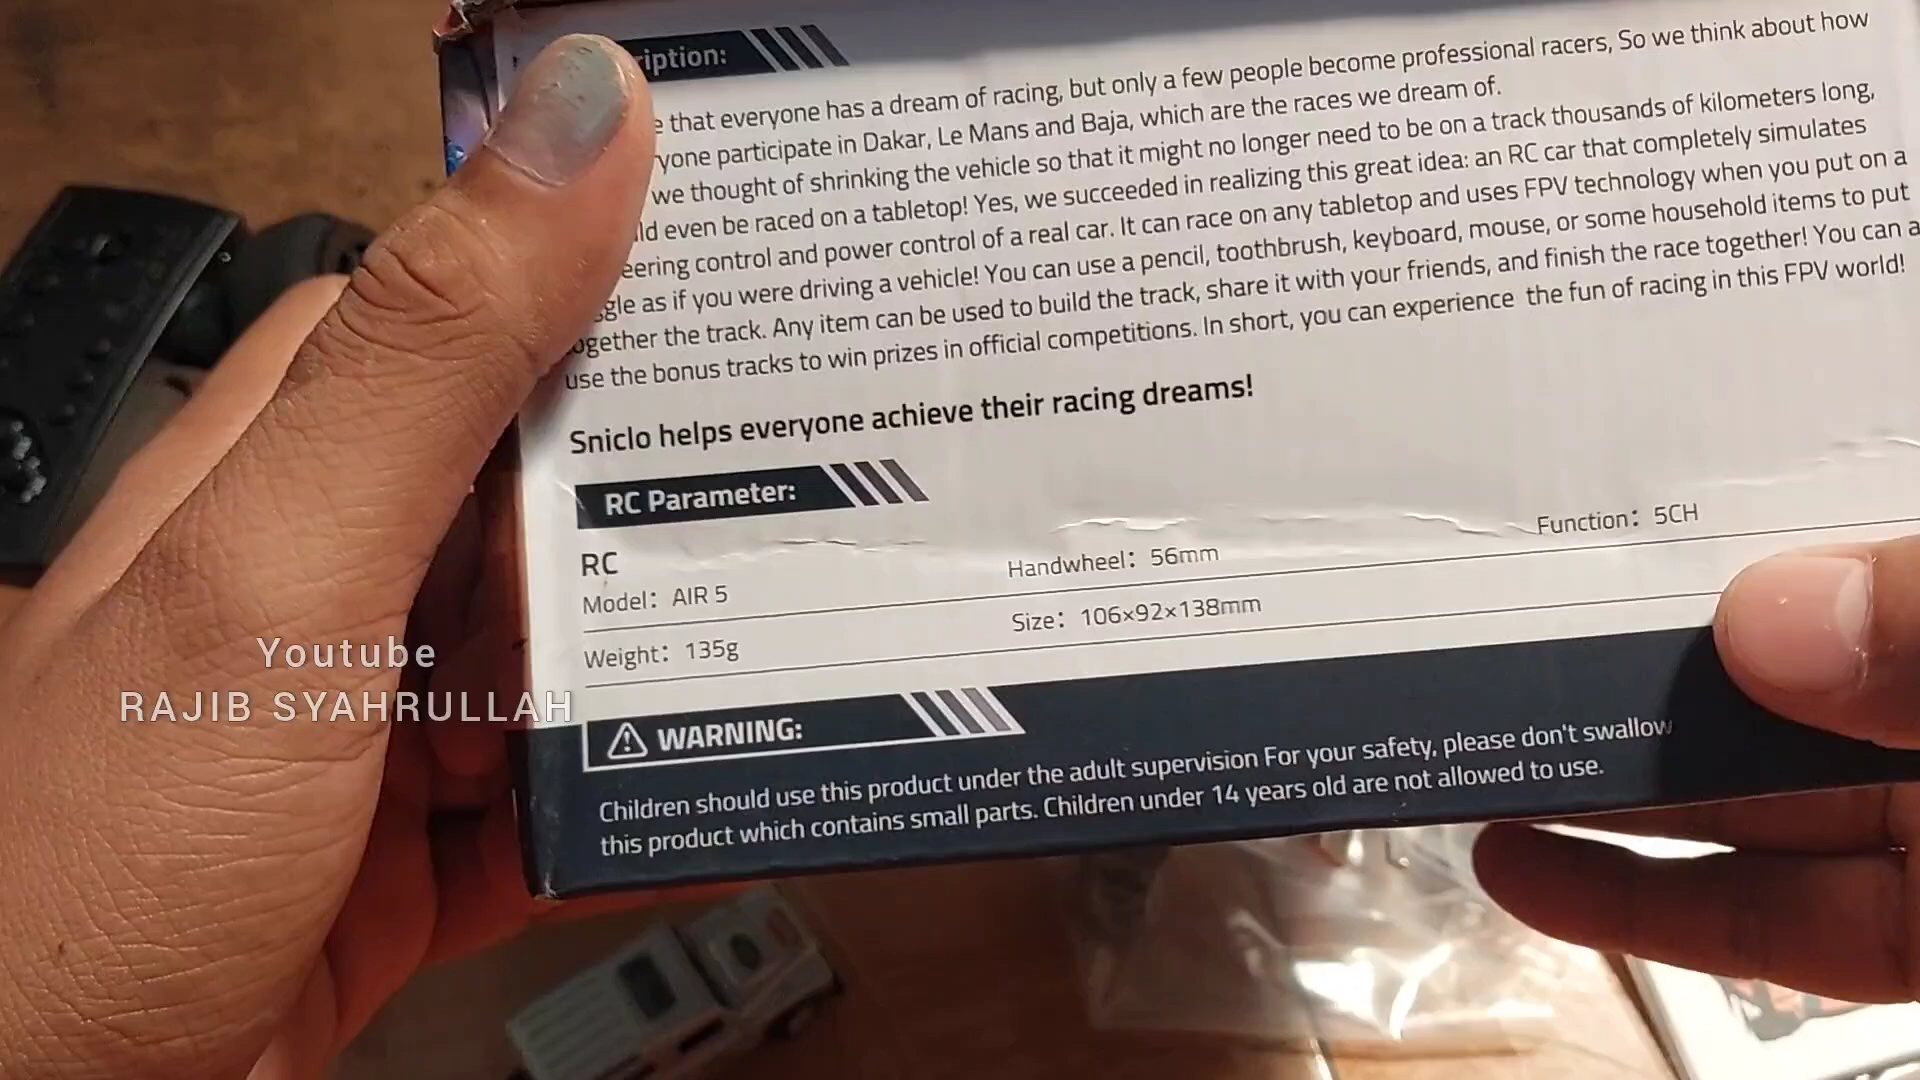 ription:
that everyone has a dream of racing, but only a few people become professional racers, So we think about how
yone participate in Dakar, Le Mans and Baja, which are the races we dream of.
we thought of shrinking the vehicle so that it might no longer need to be on a track thousands of kilometers long,
ld even be raced on a tabletop! Yes, we succeeded in realizing this great idea: an RC car that completely simulates
eering control and power control of a real car. It can race on any tabletop and uses FPV technology when you put on a
gle as if you were driving a vehicle! You can use a pencil, toothbrush, keyboard, mouse, or some household items to put
ogether the track. Any item can be used to build the track, share it with your friends, and finish the race together! You can a
use the bonus tracks to win prizes in official competitions. In short, you can experience the fun of racing in this FPV world!
Sniclo helps everyone achieve their racing dreams!
RC Parameter:
RC
Model: AIR 5 Handwheel: 56mm Function: 5CH
Weight: 135g Size: 106×92×138mm
WARNING:
Children should use this product under the adult supervision For your safety, please don't swallow
this product which contains small parts. Children under 14 years old are not allowed to use.
Youtube
RAJIB SYAHRULLAH